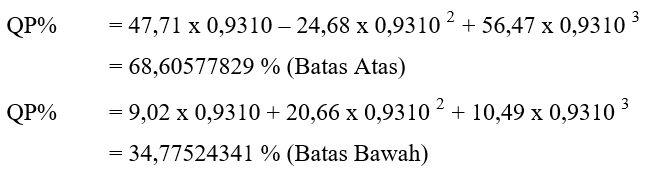 QP% = 47,71 x 0,9310 – 24,68 x 0,9310 ² + 56,47 x 0,9310 ³
= 68,60577829 % (Batas Atas)
QP% = 9,02 x 0,9310 + 20,66 x 0,9310 ² + 10,49 x 0,9310 ³
= 34,77524341 % (Batas Bawah)